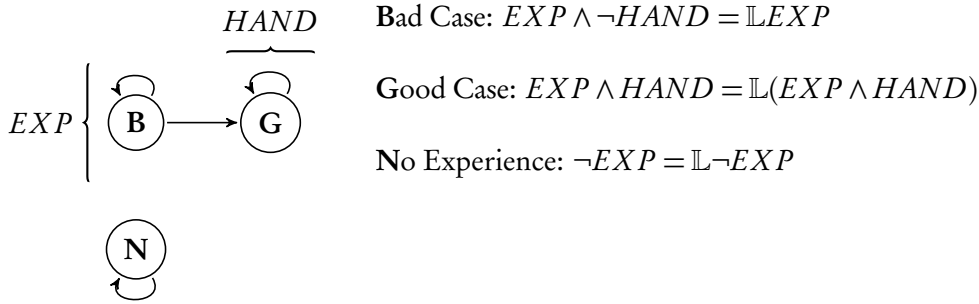 HAND
EXP
B
G
N
Bad Case: EXP ∧ ¬HAND = 𝕃EXP
Good Case: EXP ∧ HAND = 𝕃(EXP ∧ HAND)
No Experience: ¬EXP = 𝕃¬EXP